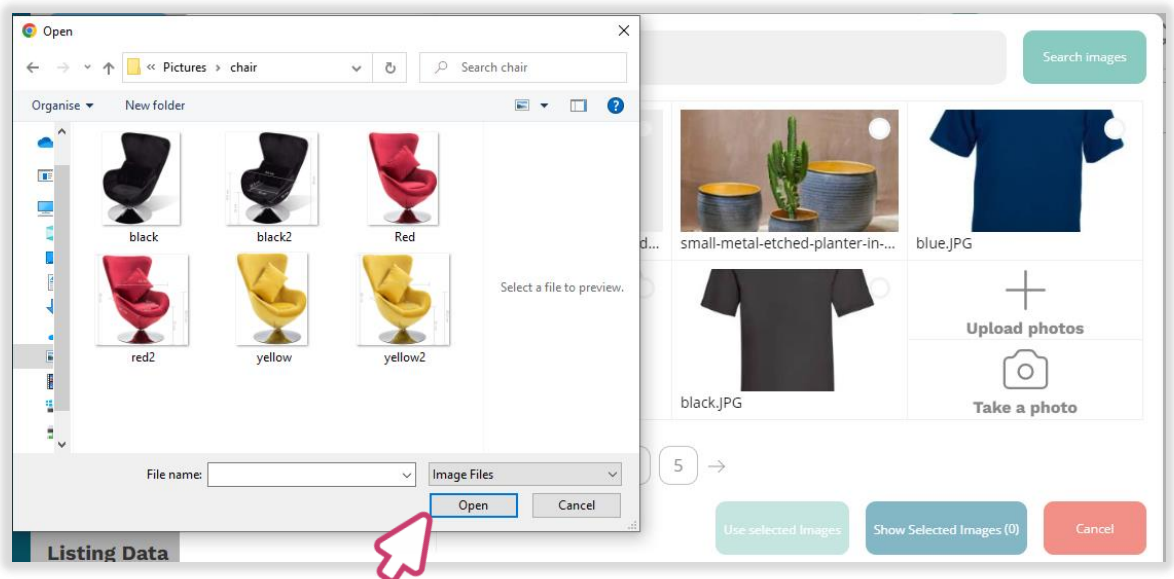 Open
« Pictures › chair
Search chair
Organise
New folder
black
black2
Red
red2
yellow
yellow2
Select a file to preview.
File name:
Image Files
Open
Cancel
Search images
d...
small-metal-etched-planter-in-...
blue.JPG
Upload photos
black.JPG
Take a photo
5
Use selected Images
Show Selected Images (0)
Cancel
Listing Data